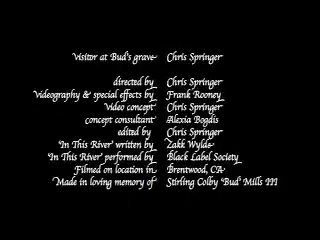 Visitor at Bud's grave Chris Springer
directed by Chris Springer
Videography & special effects by Frank Rooney
Video concept Chris Springer
concept consultant Alexia Bogdis
edited by Chris Springer
'In This River' written by Zakk Wylde
'In This River' performed by Black Label Society
Filmed on location in Brentwood, CA
Made in loving memory of Stirling Colby 'Bud' Mills III